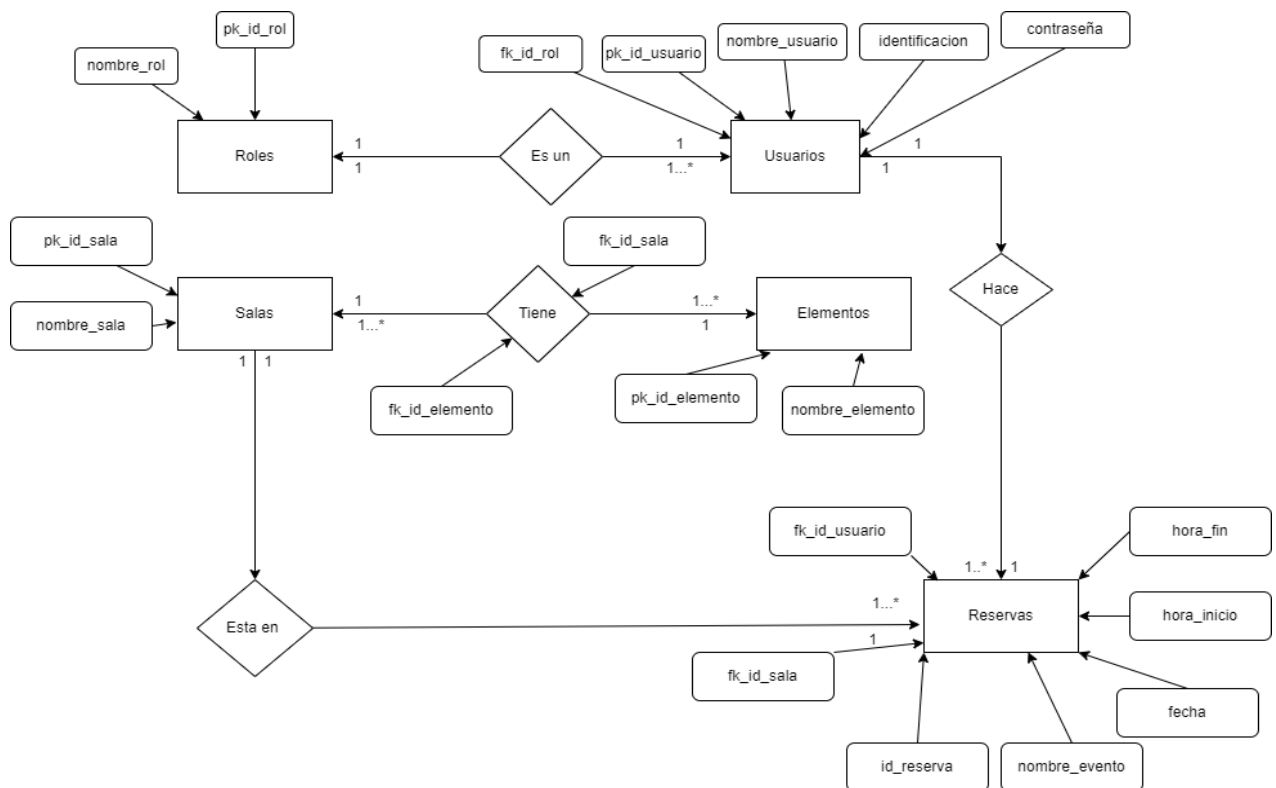 pk_id_rol
nombre_rol
fk_id_rol
pk_id_usuario
nombre_usuario
identificacion
contraseña
Roles
1
1
Es un
1
1...*
Usuarios
1
1
pk_id_sala
nombre_sala
Salas
1
1...*
Tiene
fk_id_sala
fk_id_elemento
1...*
1
Elementos
pk_id_elemento
nombre_elemento
Hace
1
1
Esta en
1...*
1
fk_id_usuario
1..*
1
Reservas
hora_fin
hora_inicio
fecha
fk_id_sala
id_reserva
nombre_evento